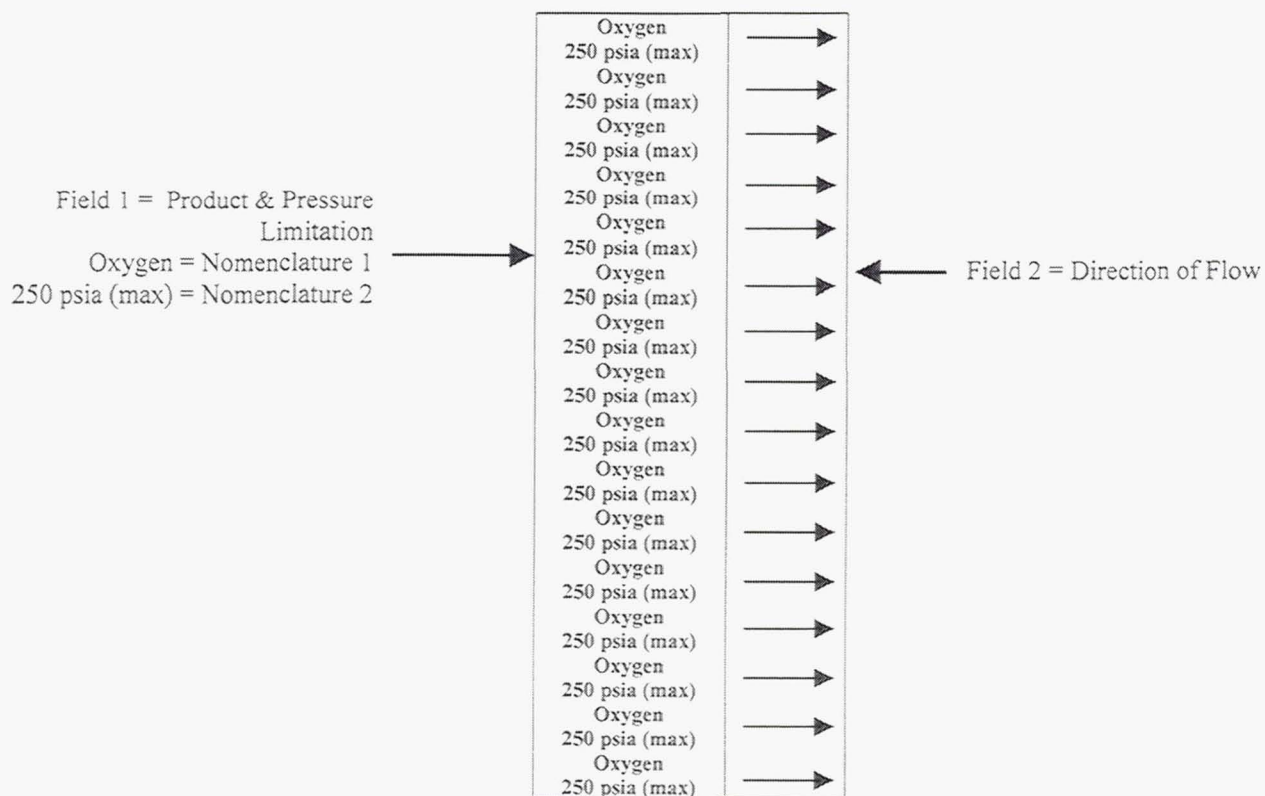 Field 1 = Product & Pressure
Limitation
Oxygen = Nomenclature 1
250 psia (max) = Nomenclature 2
Oxygen
250 psia (max)
Oxygen
250 psia (max)
Oxygen
250 psia (max)
Oxygen
250 psia (max)
Oxygen
250 psia (max)
Oxygen
250 psia (max)
Oxygen
250 psia (max)
Oxygen
250 psia (max)
Oxygen
250 psia (max)
Oxygen
250 psia (max)
Oxygen
250 psia (max)
Oxygen
250 psia (max)
Oxygen
250 psia (max)
Oxygen
250 psia (max)
Oxygen
250 psia (max)
Oxygen
250 psia (max)
Field 2 = Direction of Flow